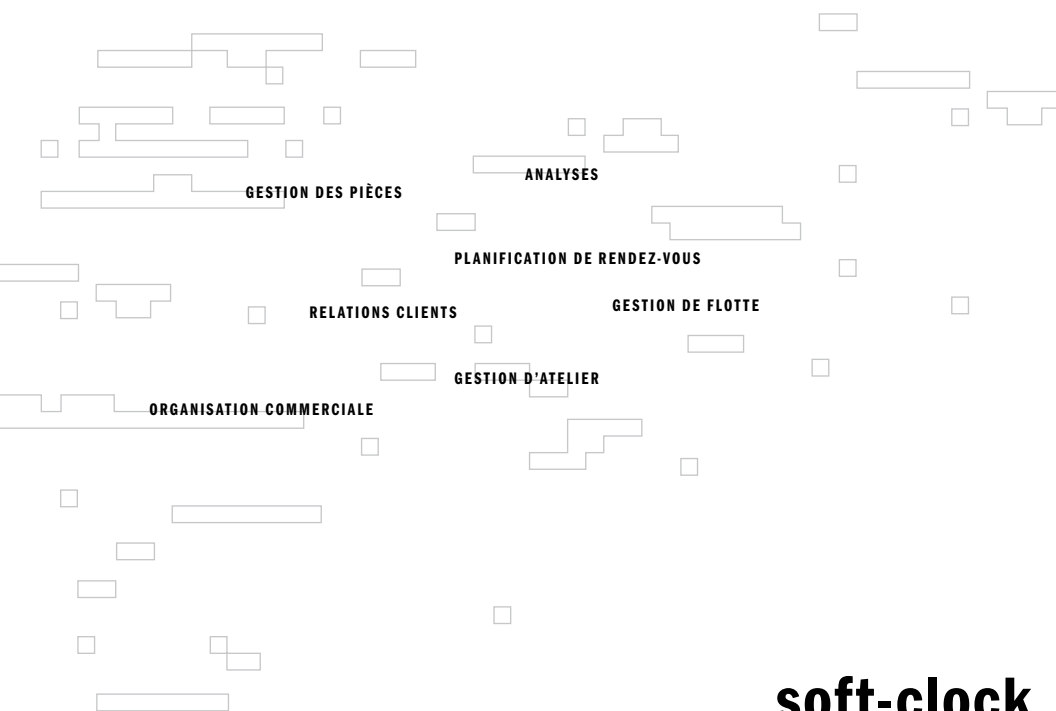 ANALYSES
GESTION DES PIÈCES
PLANIFICATION DE RENDEZ-VOUS
GESTION DE FLOTTE
RELATIONS CLIENTS
GESTION D’ATELIER
ORGANISATION COMMERCIALE
soft-clock